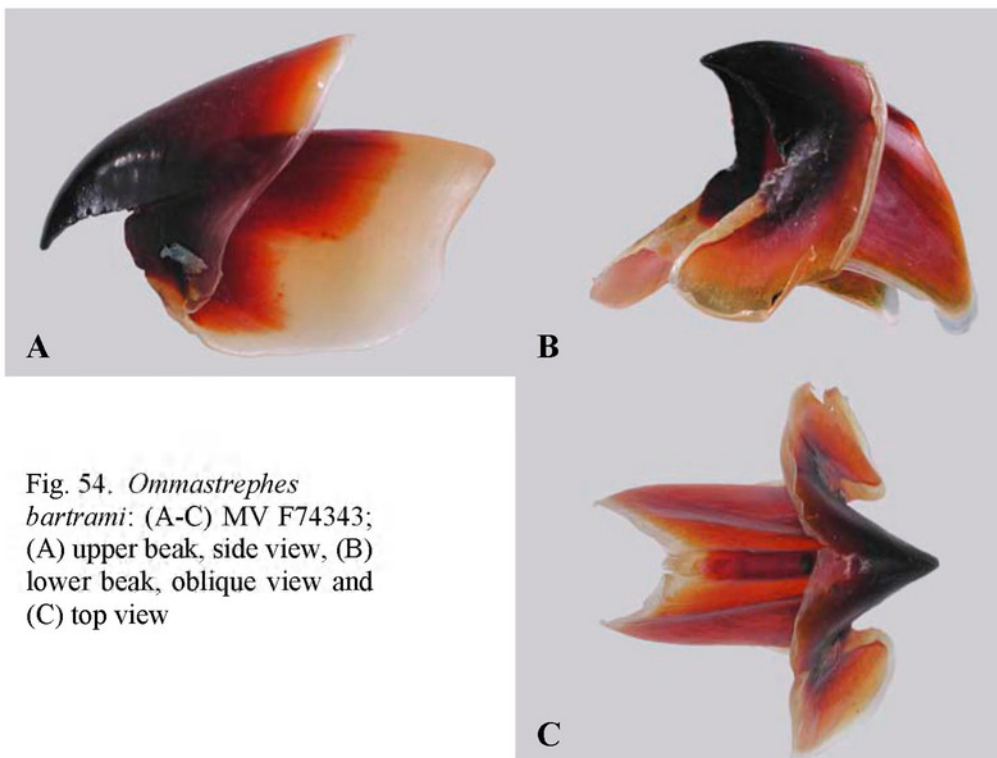 A
B
Fig. 54. Ommastrephes
bartrami: (A-C) MV F74343;
(A) upper beak, side view, (B)
lower beak, oblique view and
(C) top view
C